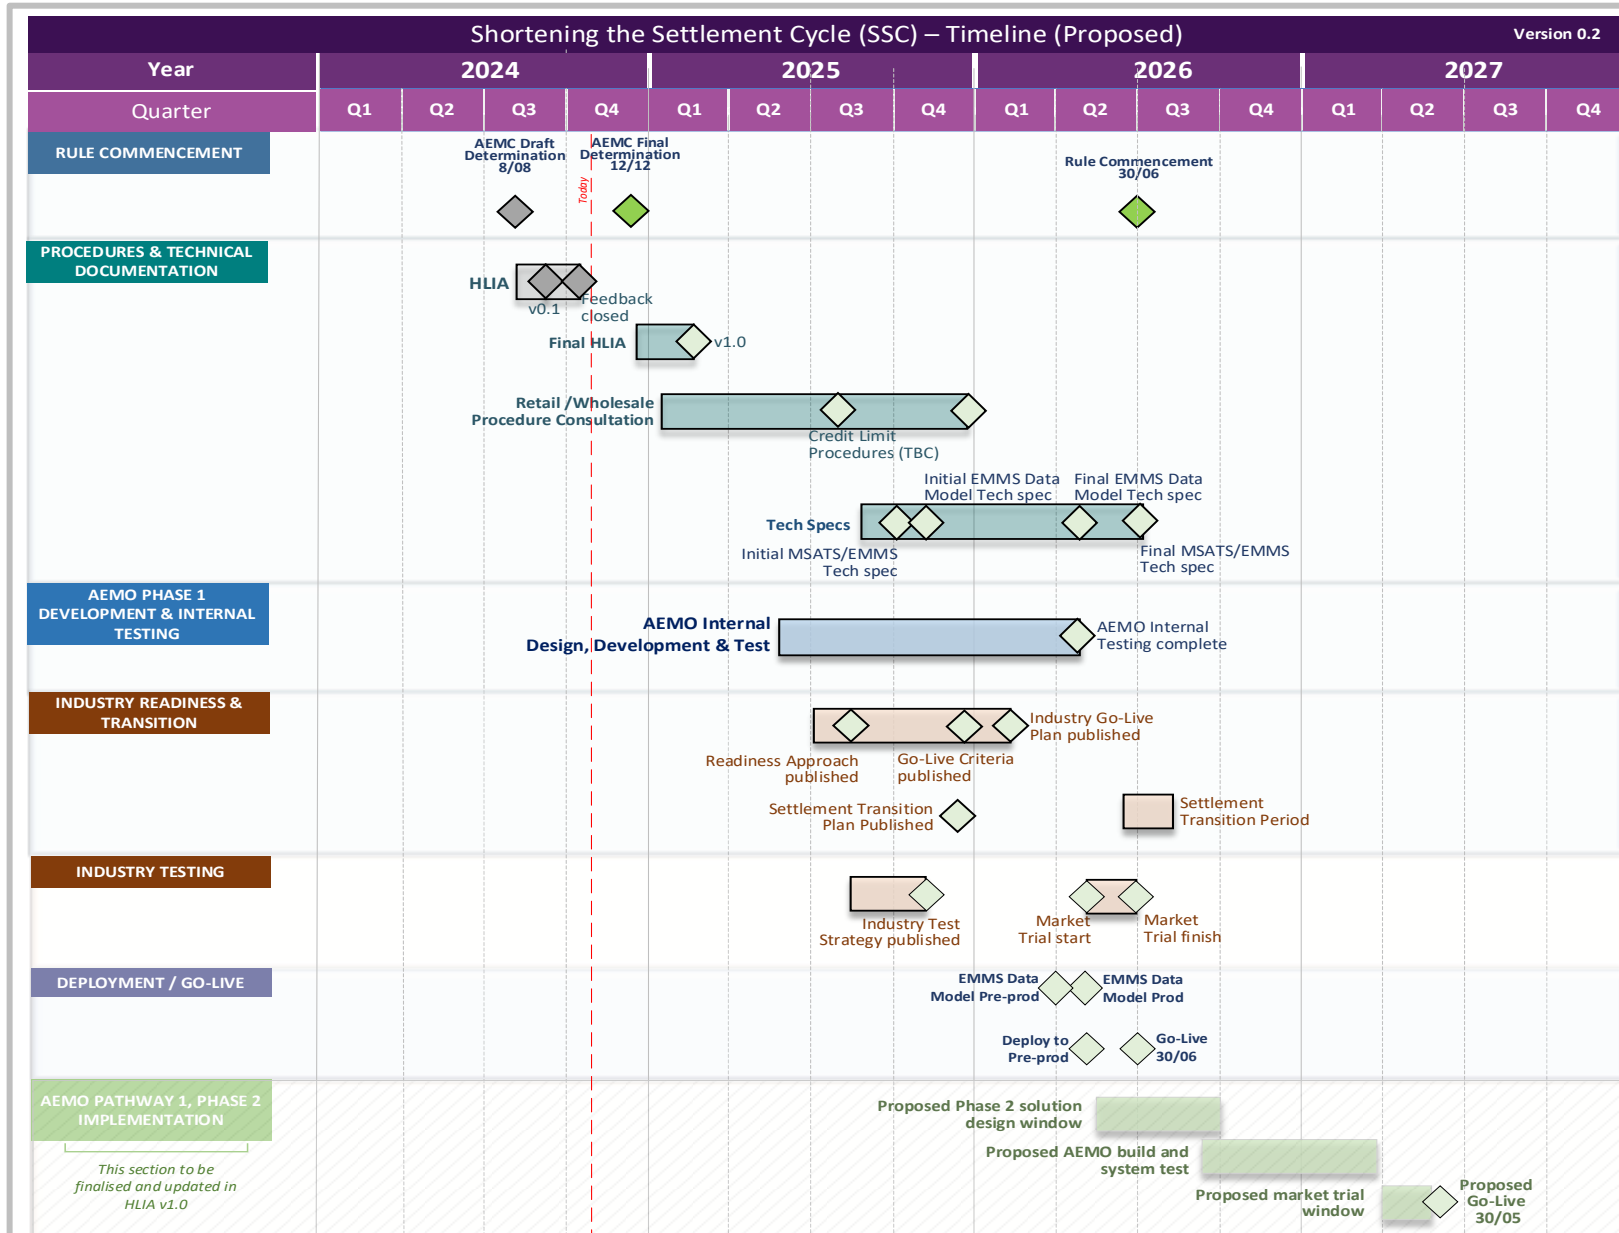 Shortening the Settlement Cycle (SSC) – Timeline (Proposed)
Version 0.2
Year
2024
2025
2026
2027
Quarter
Q1
Q2
Q3
Q4
Q1
Q2
Q3
Q4
Q1
Q2
Q3
Q4
Q1
Q2
Q3
Q4
RULE COMMENCEMENT
AEMC Draft
Determination
8/08
Today
AEMC Final
Determination
12/12
Rule Commencement
30/06
PROCEDURES & TECHNICAL
DOCUMENTATION
HLIA
v0.1
Feedback
closed
Final HLIA
v1.0
Retail /Wholesale
Procedure Consultation
Credit Limit
Procedures (TBC)
Initial EMMS Data
Model Tech spec
Final EMMS Data
Model Tech spec
Tech Specs
Initial MSATS/EMMS
Tech spec
Final MSATS/EMMS
Tech spec
AEMO PHASE 1
DEVELOPMENT & INTERNAL
TESTING
AEMO Internal
Design, Development & Test
AEMO Internal
Testing complete
INDUSTRY READINESS &
TRANSITION
Industry Go-Live
Plan published
Readiness Approach
published
Go-Live Criteria
published
Settlement Transition
Plan Published
Settlement
Transition Period
INDUSTRY TESTING
Industry Test
Strategy published
Market
Trial start
Market
Trial finish
DEPLOYMENT / GO-LIVE
EMMS Data
Model Pre-prod
EMMS Data
Model Prod
Deploy to
Pre-prod
Go-Live
30/06
AEMO PATHWAY 1, PHASE 2
IMPLEMENTATION
This section to be
finalised and updated in
HLIA v1.0
Proposed Phase 2 solution
design window
Proposed AEMO build and
system test
Proposed market trial
window
Proposed
Go-Live
30/05